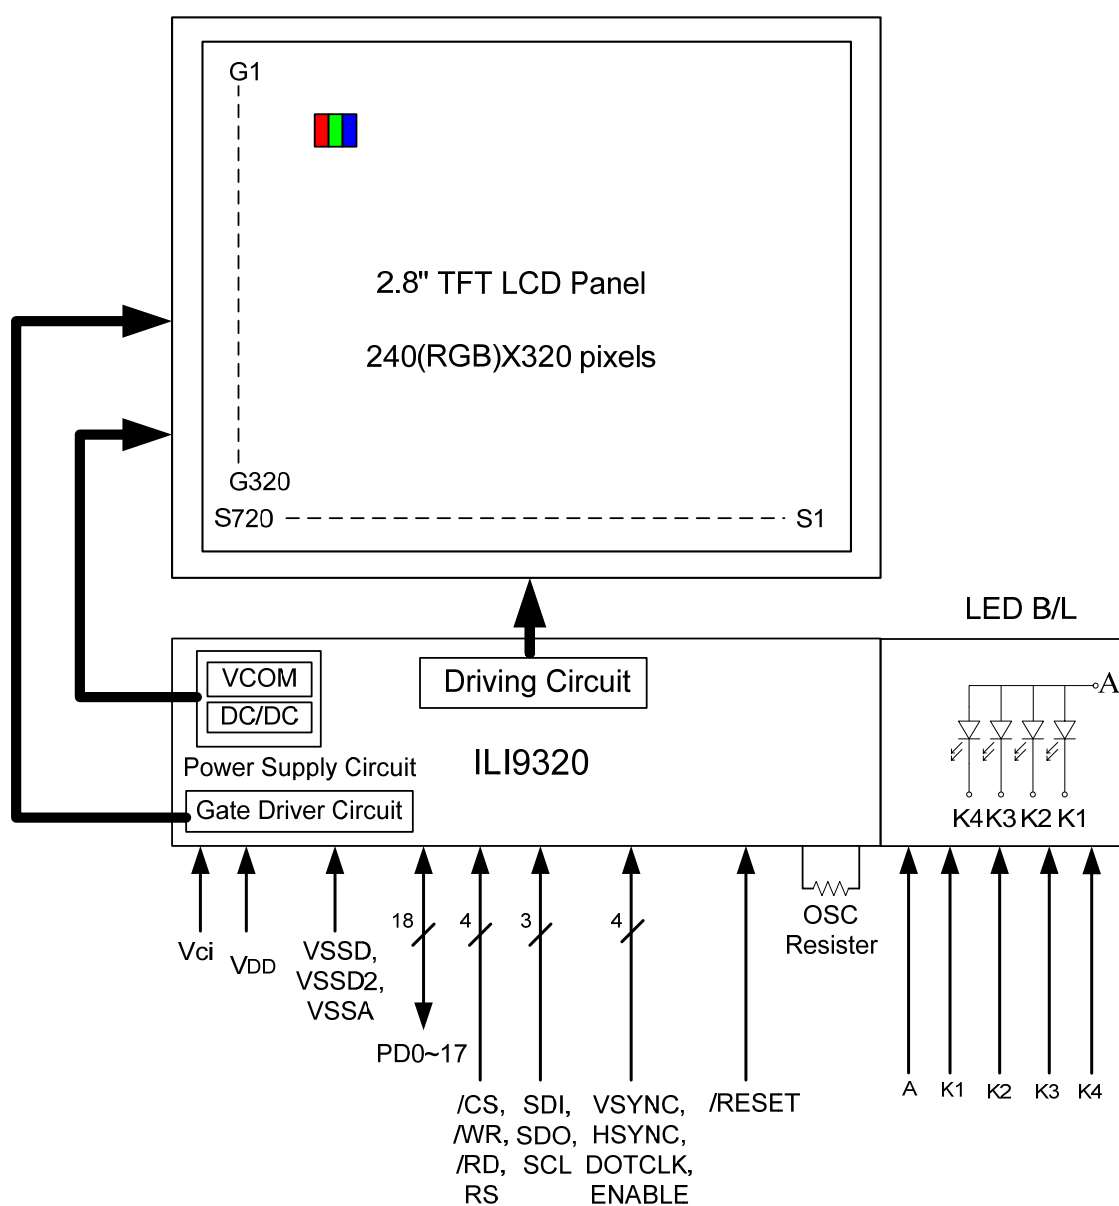 G1
2.8" TFT LCD Panel
240(RGB)X320 pixels
G320
S720
S1
LED B/L
VCOM
DC/DC
Driving Circuit
A
Power Supply Circuit
ILI9320
Gate Driver Circuit
K4 K3 K2 K1
18
4
3
4
OSC
Resister
Vci
VDD
VSSD,
VSSD2,
VSSA
PD0~17
/CS,
/WR,
/RD,
RS
SDI,
SDO,
SCL
VSYNC,
HSYNC,
DOTCLK,
ENABLE
/RESET
A
K1
K2
K3
K4